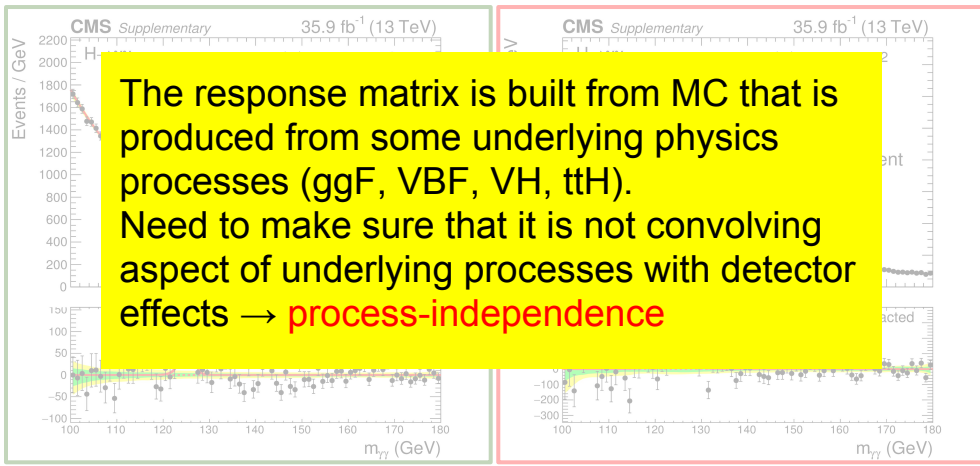 CMS Supplementary 35.9 fb⁻¹ (13 TeV)
Events / GeV
2200
2000
1800
1600
1400
1200
1000
800
600
400
200
0
150
100
50
0
−50
−100
100 110 120 130 140 150 160 170 180
mγγ (GeV)
CMS Supplementary 35.9 fb⁻¹ (13 TeV)
The response matrix is built from MC that is
produced from some underlying physics
processes (ggF, VBF, VH, ttH).
Need to make sure that it is not convolving
aspect of underlying processes with detector
effects → process-independence
0
−100
−200
−300
100 110 120 130 140 150 160 170 180
mγγ (GeV)